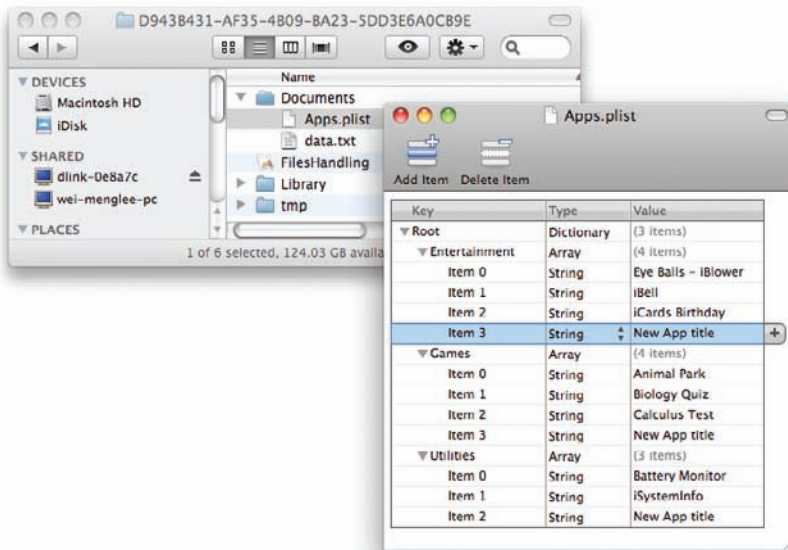 D943B431-AF35-4B09-BA23-5DD3E6A0CB9E
DEVICES
Macintosh HD
iDisk
SHARED
dlink-0e8a7c
wei-menglee-pc
PLACES
Name
Documents
Apps.plist
data.txt
FilesHandling
Library
tmp
1 of 6 selected, 124.03 GB availa
Apps.plist
Add Item Delete Item
Key Type Value
Root Dictionary (3 items)
Entertainment Array (4 items)
Item 0 String Eye Balls – iBlower
Item 1 String iBell
Item 2 String iCards Birthday
Item 3 String New App title
Games Array (4 items)
Item 0 String Animal Park
Item 1 String Biology Quiz
Item 2 String Calculus Test
Item 3 String New App title
Utilities Array (3 items)
Item 0 String Battery Monitor
Item 1 String iSystemInfo
Item 2 String New App title